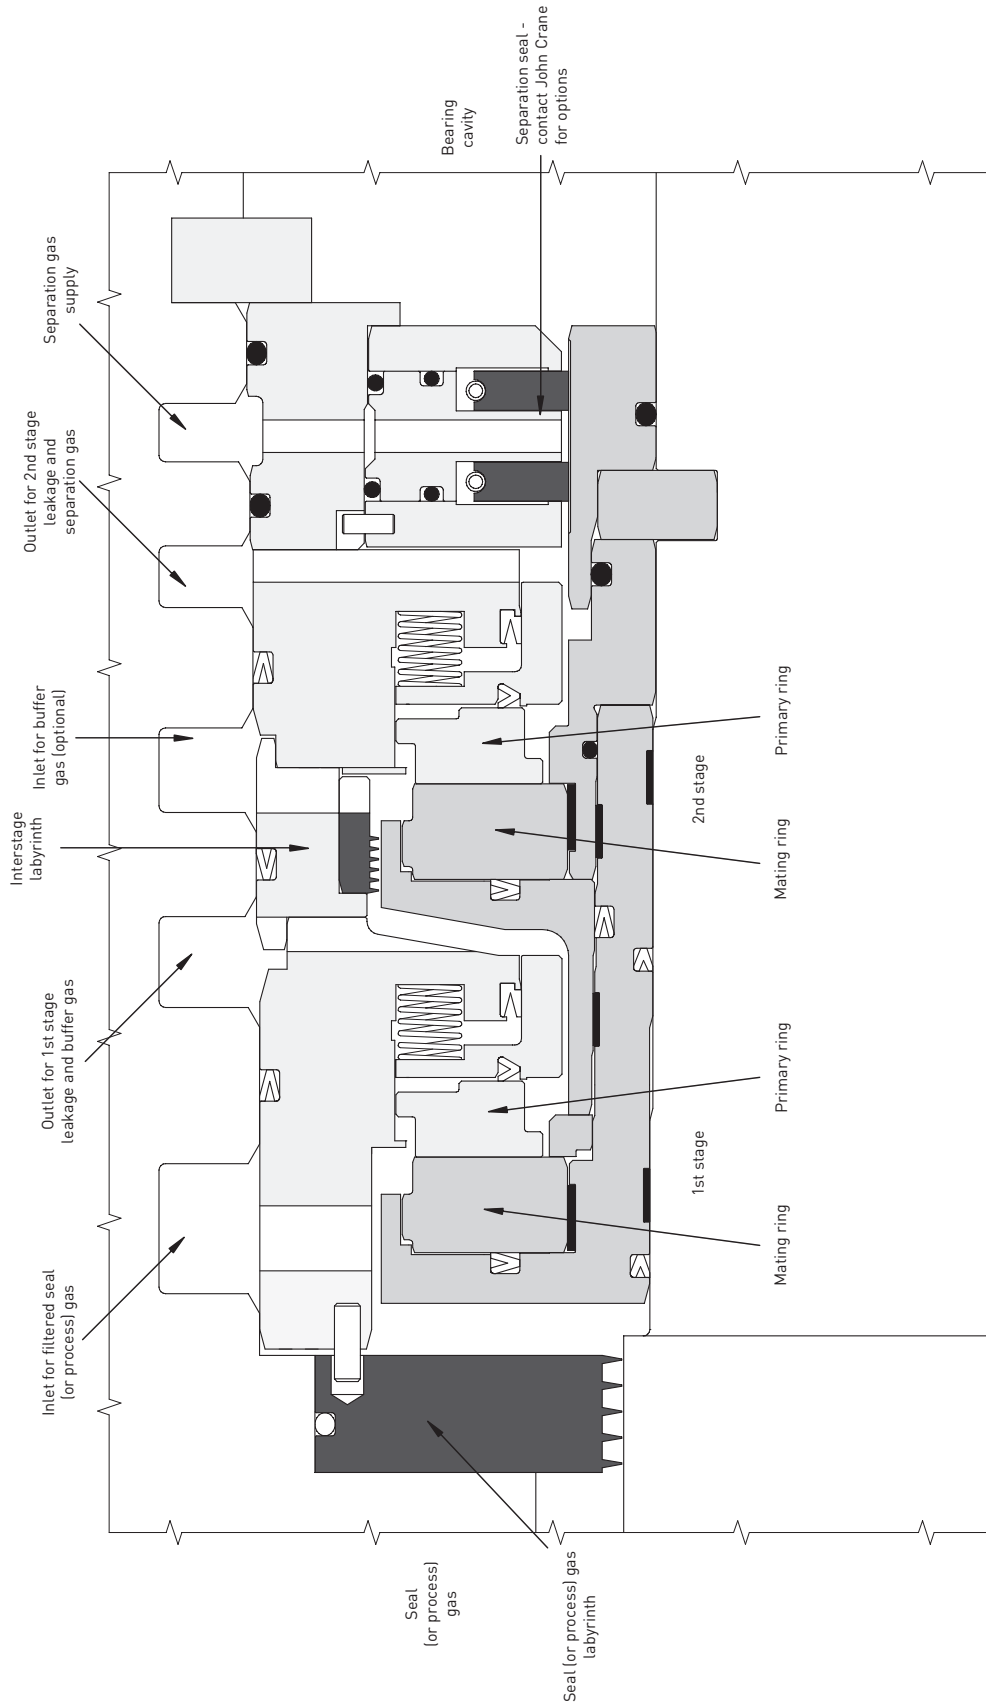 Inlet for filtered seal
(or process) gas
Outlet for 1st stage
leakage and buffer gas
Interstage
labyrinth
Inlet for buffer
gas (optional)
Outlet for 2nd stage
leakage and
separation gas
Separation gas
supply
Seal
(or process)
gas
Bearing
cavity
Seal (or process) gas
labyrinth
Separation seal -
contact John Crane
for options
1st stage
2nd stage
Mating ring
Primary ring
Mating ring
Primary ring